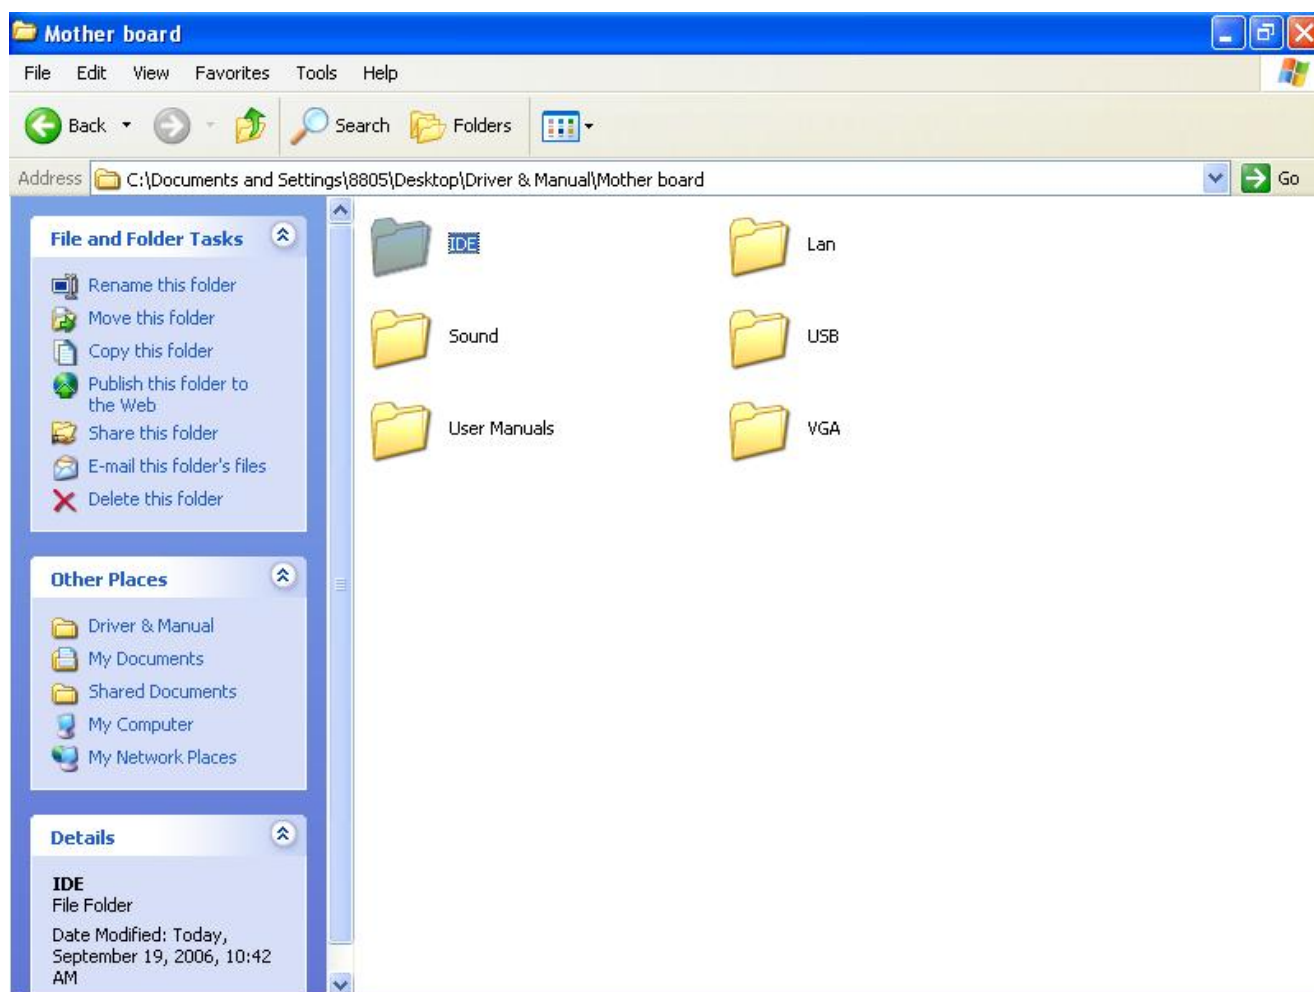 Mother board
File Edit View Favorites Tools Help
Back Search Folders
Address C:\Documents and Settings\8805\Desktop\Driver & Manual\Mother board Go
File and Folder Tasks
Rename this folder
Move this folder
Copy this folder
Publish this folder to
the Web
Share this folder
E-mail this folder's files
Delete this folder
Other Places
Driver & Manual
My Documents
Shared Documents
My Computer
My Network Places
Details
IDE
File Folder
Date Modified: Today,
September 19, 2006, 10:42
AM
IDE Lan
Sound USB
User Manuals VGA